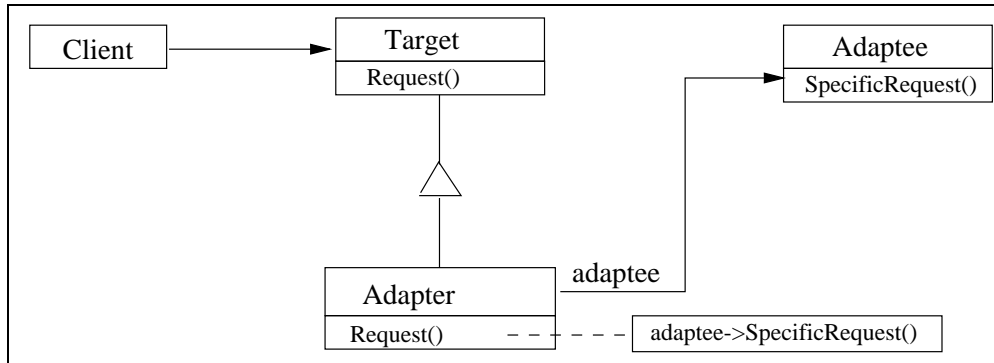 Client
Target
Request()
Adaptee
SpecificRequest()
adaptee
Adapter
Request()
adaptee->SpecificRequest()